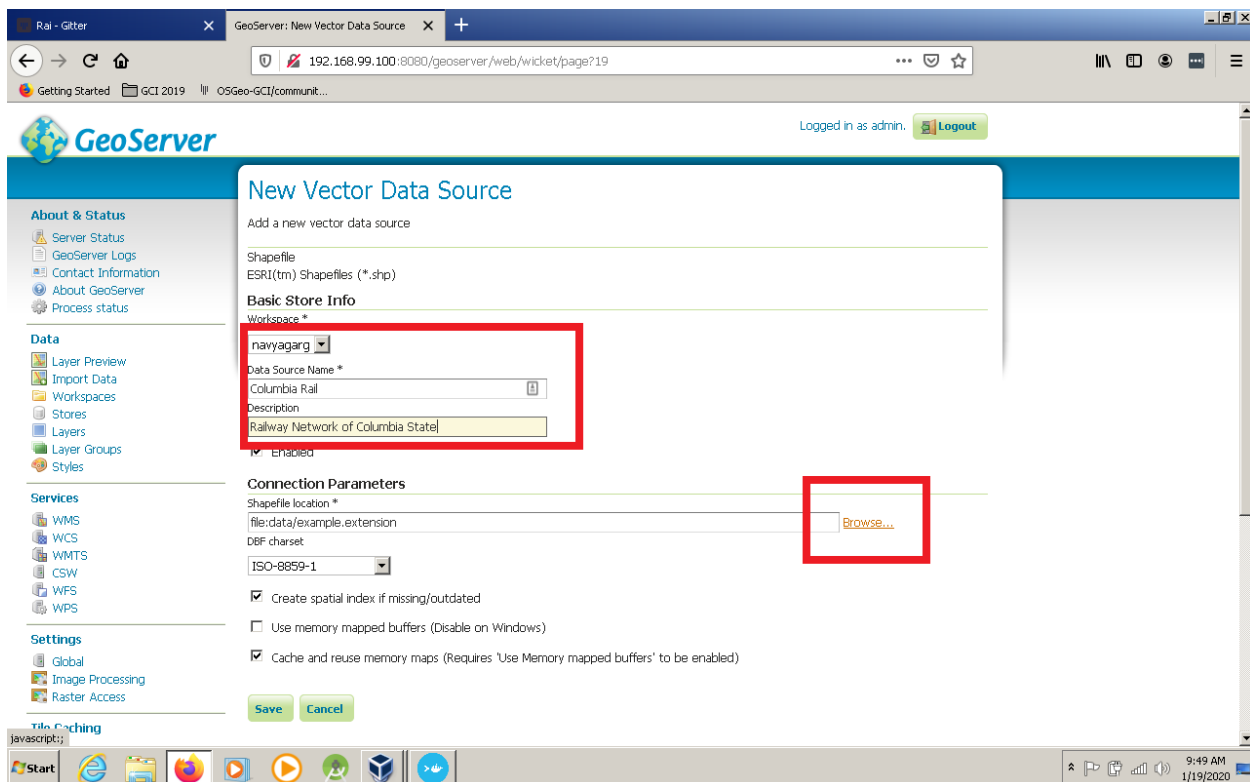 Rai - Gitter
GeoServer: New Vector Data Source
192.168.99.100:8080/geoserver/web/wicket/page?19
Getting Started
GCI 2019
OSGeo-GCI/communit...
GeoServer
Logged in as admin.
Logout
New Vector Data Source
Add a new vector data source
Shapefile
ESRI(tm) Shapefiles (*.shp)
Basic Store Info
Workspace *
navyagarg
Data Source Name *
Columbia Rail
Description
Railway Network of Columbia State
Enabled
Connection Parameters
Shapefile location *
file:data/example.extension
Browse...
DBF charset
ISO-8859-1
Create spatial index if missing/outdated
Use memory mapped buffers (Disable on Windows)
Cache and reuse memory maps (Requires 'Use Memory mapped buffers' to be enabled)
Save
Cancel
About & Status
Server Status
GeoServer Logs
Contact Information
About GeoServer
Process status
Data
Layer Preview
Import Data
Workspaces
Stores
Layers
Layer Groups
Styles
Services
WMS
WCS
WMTS
CSW
WFS
WPS
Settings
Global
Image Processing
Raster Access
Tile Caching
javascript:;
Start
9:49 AM
1/19/2020